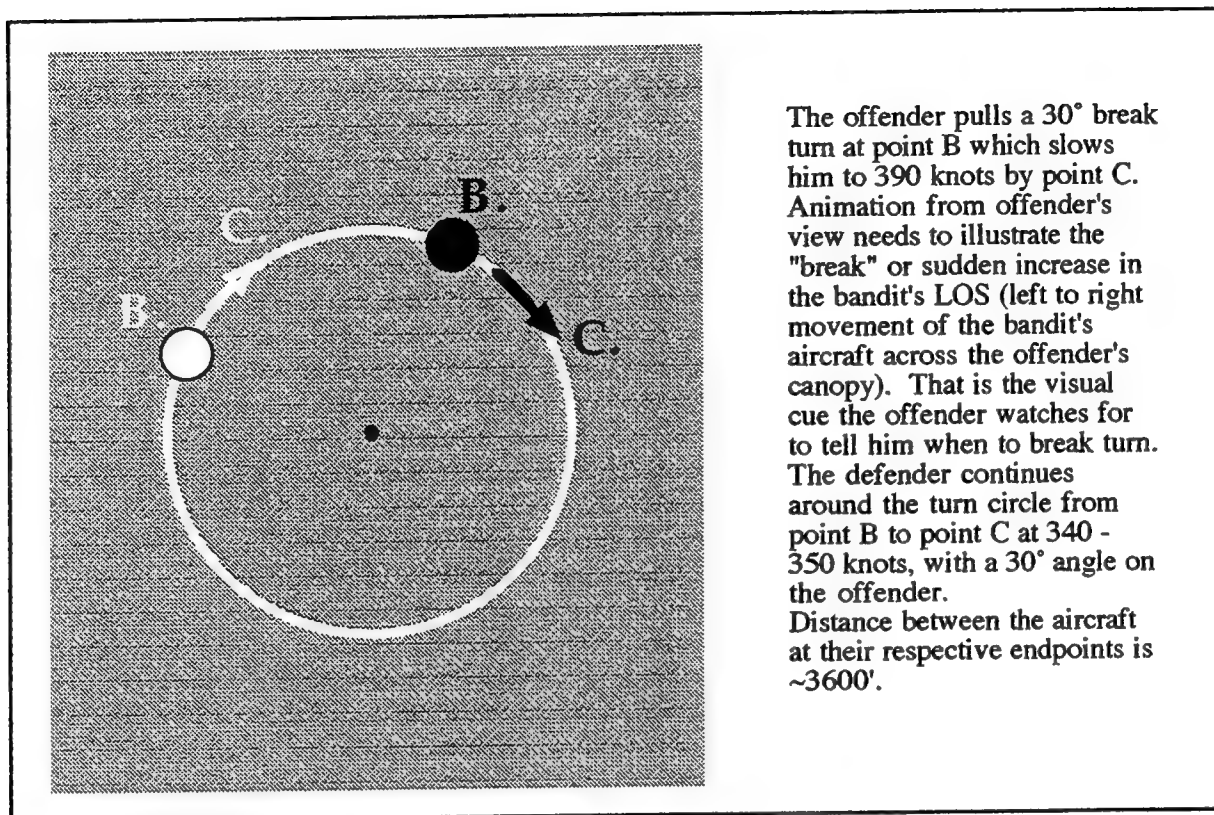 B.
C.
C.
B.
The offender pulls a 30° break
turn at point B which slows
him to 390 knots by point C.
Animation from offender's
view needs to illustrate the
"break" or sudden increase in
the bandit's LOS (left to right
movement of the bandit's
aircraft across the offender's
canopy). That is the visual
cue the offender watches for
to tell him when to break turn.
The defender continues
around the turn circle from
point B to point C at 340 -
350 knots, with a 30° angle on
the offender.
Distance between the aircraft
at their respective endpoints is
~3600'.